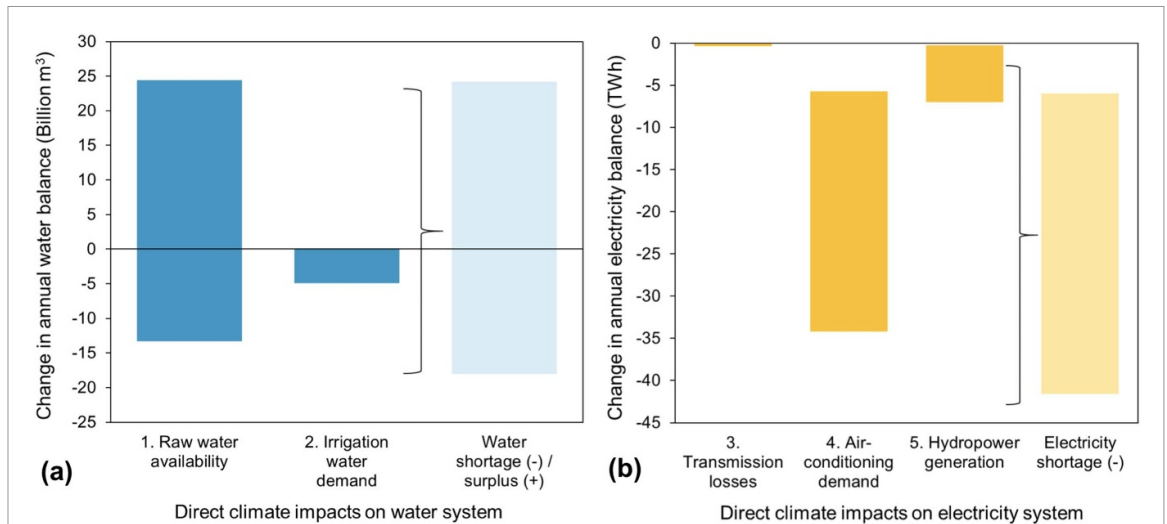 Change in annual water balance (Billion m³)
30
25
20
15
10
5
0
-5
-10
-15
-20
-25
1. Raw water
availability
2. Irrigation
water
demand
Water
shortage (-) /
surplus (+)
(a)
Direct climate impacts on water system
Change in annual electricity balance (TWh)
0
-5
-10
-15
-20
-25
-30
-35
-40
-45
3.
Transmission
losses
4. Air-
conditioning
demand
5. Hydropower
generation
Electricity
shortage (-)
(b)
Direct climate impacts on electricity system